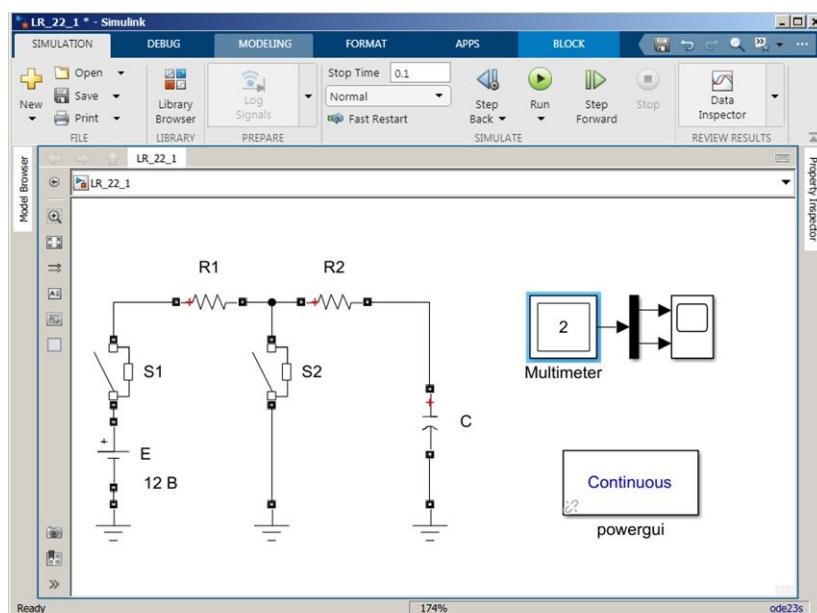 LR_22_1 * - Simulink
SIMULATION DEBUG MODELING FORMAT APPS BLOCK
New
Open
Save
Print
FILE
Library Browser
LIBRARY
Log Signals
PREPARE
Stop Time 0.1
Normal
Fast Restart
Step Back
Run
Step Forward
Stop
SIMULATE
Data Inspector
REVIEW RESULTS
Model Browser
LR_22_1
LR_22_1
Property Inspector
R1 R2
S1 S2
E
12 В
C
2
Multimeter
Continuous
powergui
Ready 174% ode23s